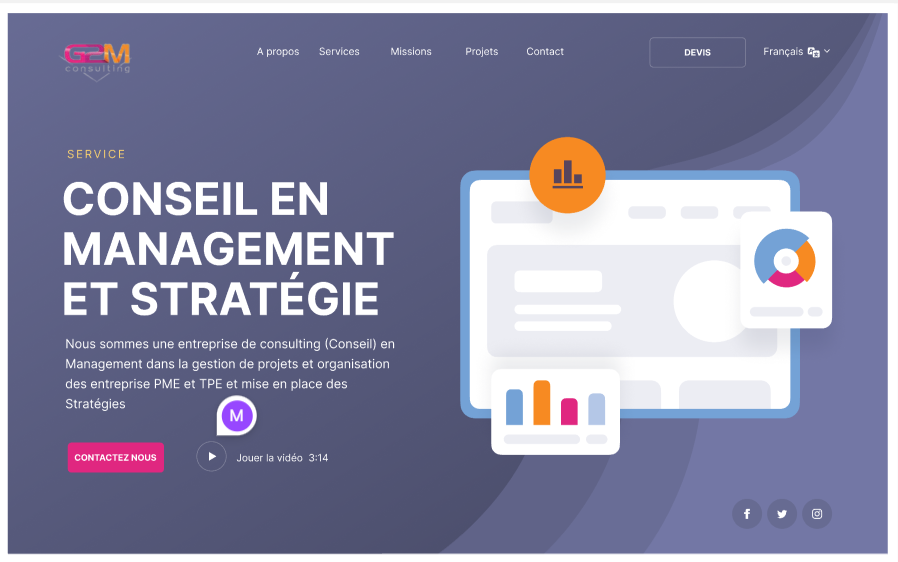 G2M
consulting
A propos Services Missions Projets Contact DEVIS Français
SERVICE
CONSEIL EN
MANAGEMENT
ET STRATÉGIE
Nous sommes une entreprise de consulting (Conseil) en
Management dans la gestion de projets et organisation
des entreprise PME et TPE et mise en place des
Stratégies
M
CONTACTEZ NOUS Jouer la vidéo 3:14